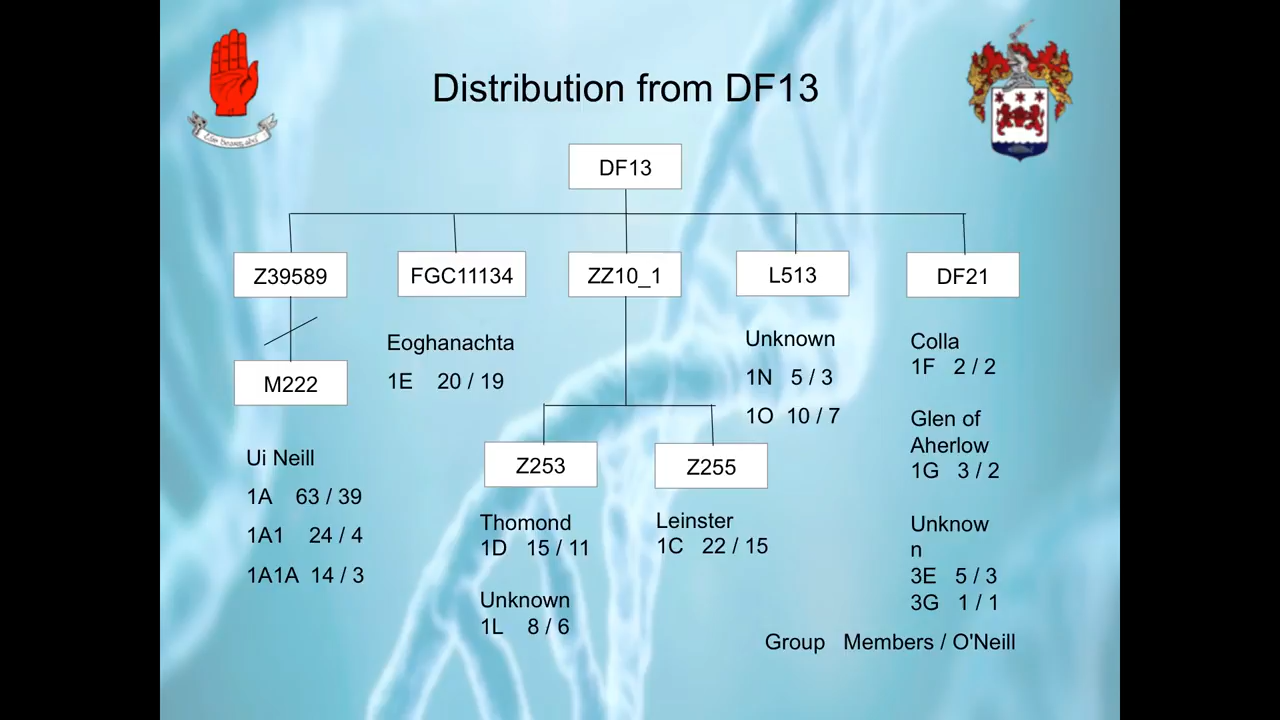 Distribution from DF13
DF13
Z39589
FGC11134
ZZ10_1
L513
DF21
M222
Ui Neill
1A 63 / 39
1A1 24 / 4
1A1A 14 / 3
Eoghanachta
1E 20 / 19
Z253
Thomond
1D 15 / 11
Unknown
1L 8 / 6
Z255
Leinster
1C 22 / 15
Unknown
1N 5 / 3
1O 10 / 7
Colla
1F 2 / 2
Glen of
Aherlow
1G 3 / 2
Unknow
n
3E 5 / 3
3G 1 / 1
Group Members / O'Neill